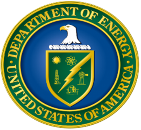 DEPARTMENT OF ENERGY
UNITED STATES OF AMERICA